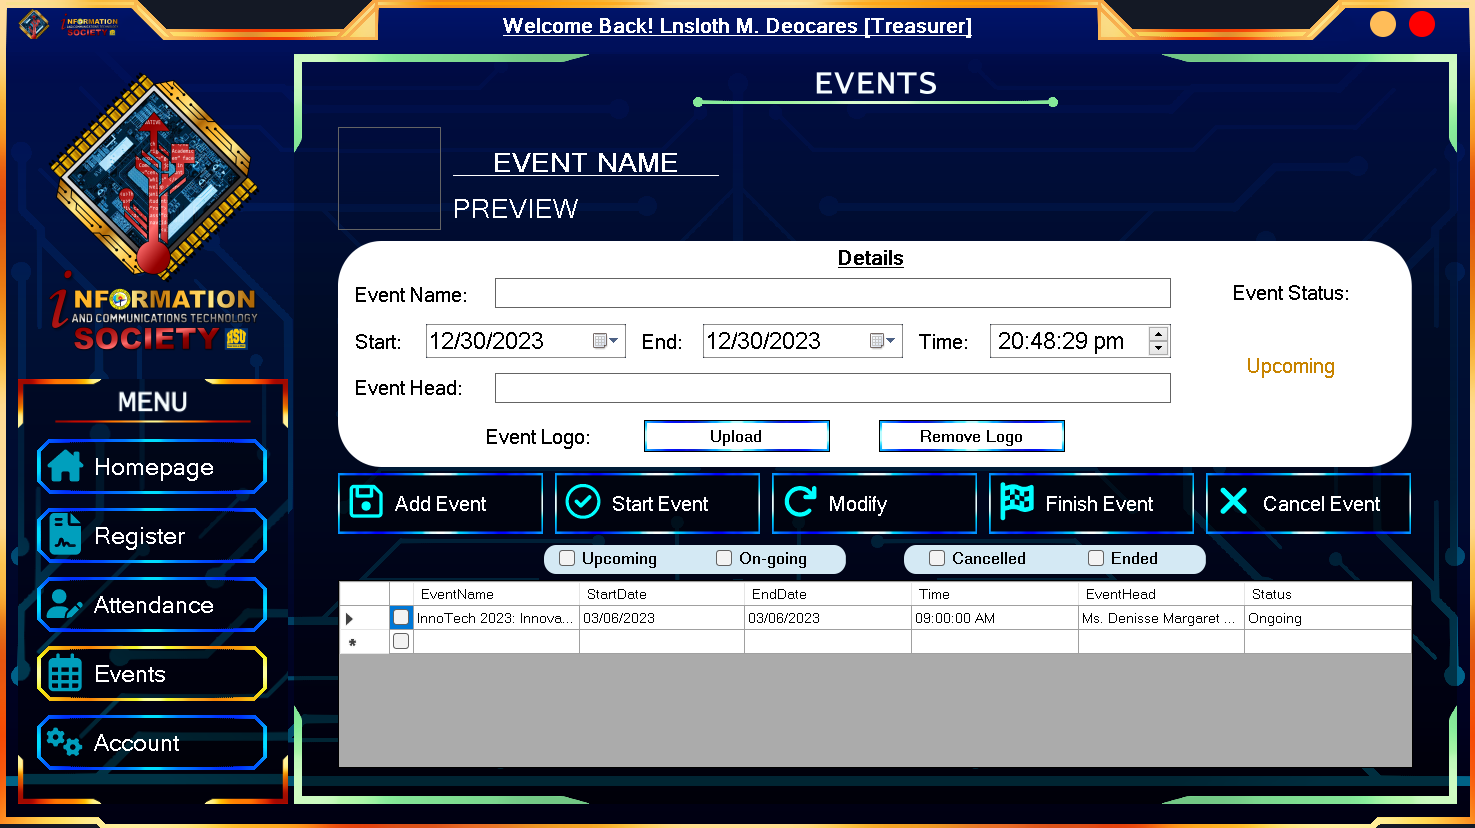 INFORMATION
SOCIETY
Welcome Back! Lnsloth M. Deocares [Treasurer]
EVENTS
EVENT NAME
PREVIEW
iNFORMATION
AND COMMUNICATIONS TECHNOLOGY
SOCIETY
Details
Event Name:
Event Status:
Start: 12/30/2023 End: 12/30/2023 Time: 20:48:29 pm
Upcoming
Event Head:
Event Logo: Upload Remove Logo
MENU
Homepage
Register
Attendance
Events
Account
Add Event Start Event Modify Finish Event Cancel Event
Upcoming On-going Cancelled Ended
EventName StartDate EndDate Time EventHead Status
InnoTech 2023: Innova... 03/06/2023 03/06/2023 09:00:00 AM Ms. Denisse Margaret ... Ongoing